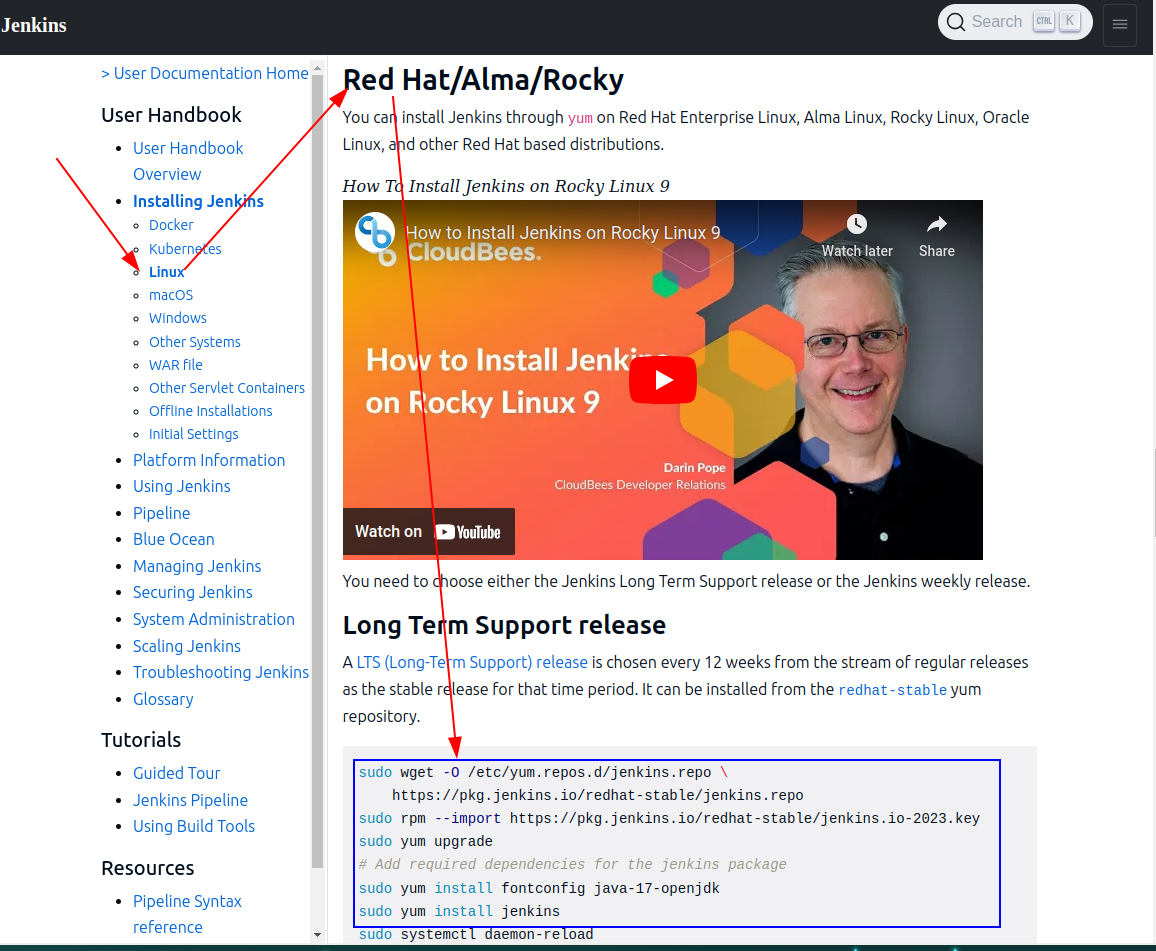 Jenkins
Search CTRL K
> User Documentation Home
User Handbook
User Handbook
Overview
Installing Jenkins
Docker
Kubernetes
Linux
macOS
Windows
Other Systems
WAR file
Other Servlet Containers
Offline Installations
Initial Settings
Platform Information
Using Jenkins
Pipeline
Blue Ocean
Managing Jenkins
Securing Jenkins
System Administration
Scaling Jenkins
Troubleshooting Jenkins
Glossary
Tutorials
Guided Tour
Jenkins Pipeline
Using Build Tools
Resources
Pipeline Syntax
reference
Red Hat/Alma/Rocky
You can install Jenkins through yum on Red Hat Enterprise Linux, Alma Linux, Rocky Linux, Oracle
Linux, and other Red Hat based distributions.
How To Install Jenkins on Rocky Linux 9
How to Install Jenkins on Rocky Linux 9
CloudBees.
Watch later
Share
How to Install Jenkins
on Rocky Linux 9
Darin Pope
CloudBees Developer Relations
Watch on YouTube
You need to choose either the Jenkins Long Term Support release or the Jenkins weekly release.
Long Term Support release
A LTS (Long-Term Support) release is chosen every 12 weeks from the stream of regular releases
as the stable release for that time period. It can be installed from the redhat-stable yum
repository.
sudo wget -O /etc/yum.repos.d/jenkins.repo \
    https://pkg.jenkins.io/redhat-stable/jenkins.repo
sudo rpm --import https://pkg.jenkins.io/redhat-stable/jenkins.io-2023.key
sudo yum upgrade
# Add required dependencies for the jenkins package
sudo yum install fontconfig java-17-openjdk
sudo yum install jenkins
sudo systemctl daemon-reload